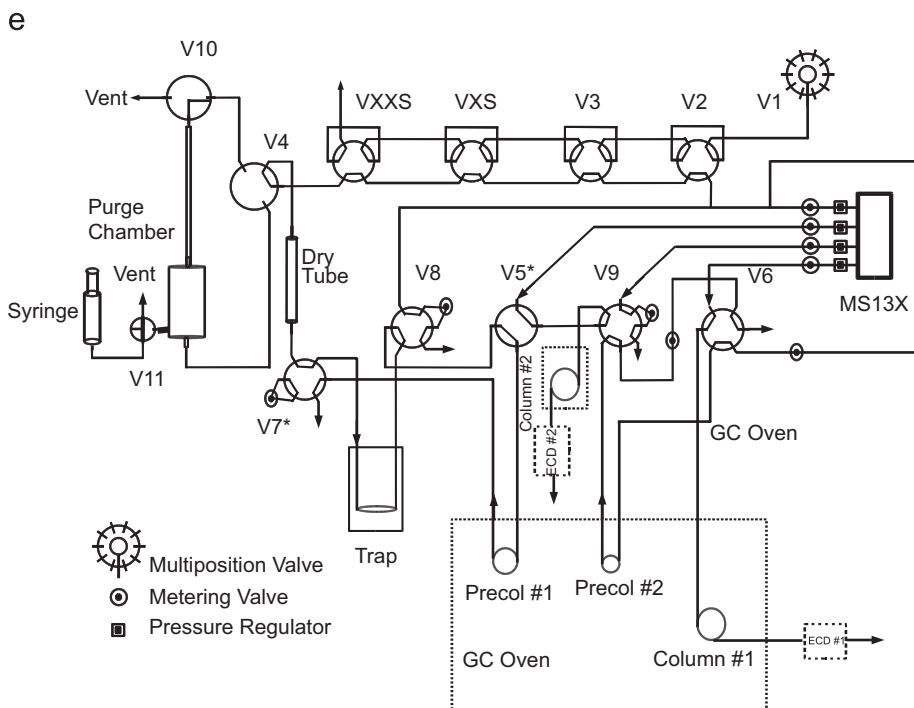 e
V10
Vent
VXXS
VXS
V3
V2
V1
V4
Purge
Chamber
Vent
Syringe
V11
Dry
Tube
V8
V5*
V9
V6
MS13X
V7*
Column #2
ECD #2
GC Oven
Trap
Precol #1
Precol #2
Column #1
ECD #1
GC Oven
Multiposition Valve
Metering Valve
Pressure Regulator